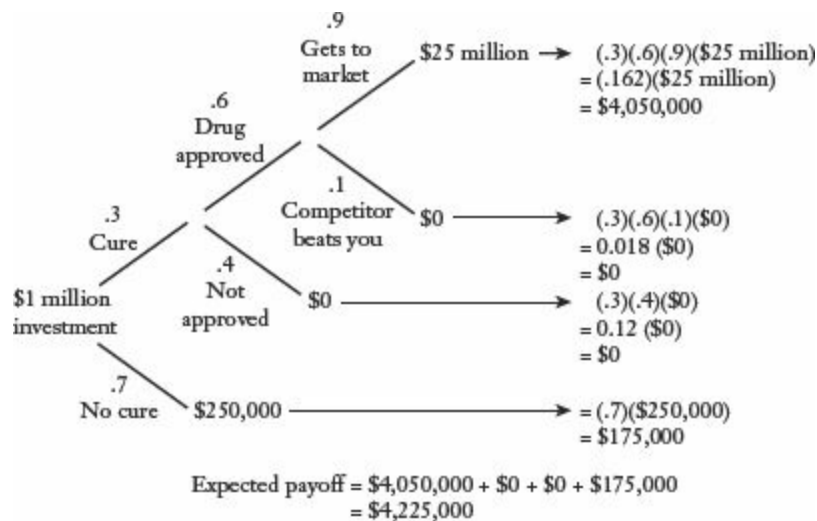 .9
Gets to
market
$25 million
(.3)(.6)(.9)($25 million)
= (.162)($25 million)
= $4,050,000
.6
Drug
approved
.1
Competitor
beats you
$0
(.3)(.6)(.1)($0)
= 0.018 ($0)
= $0
.3
Cure
.4
Not
approved
$0
(.3)(.4)($0)
= 0.12 ($0)
= $0
$1 million
investment
.7
No cure
$250,000
= (.7)($250,000)
= $175,000
Expected payoff = $4,050,000 + $0 + $0 + $175,000
= $4,225,000